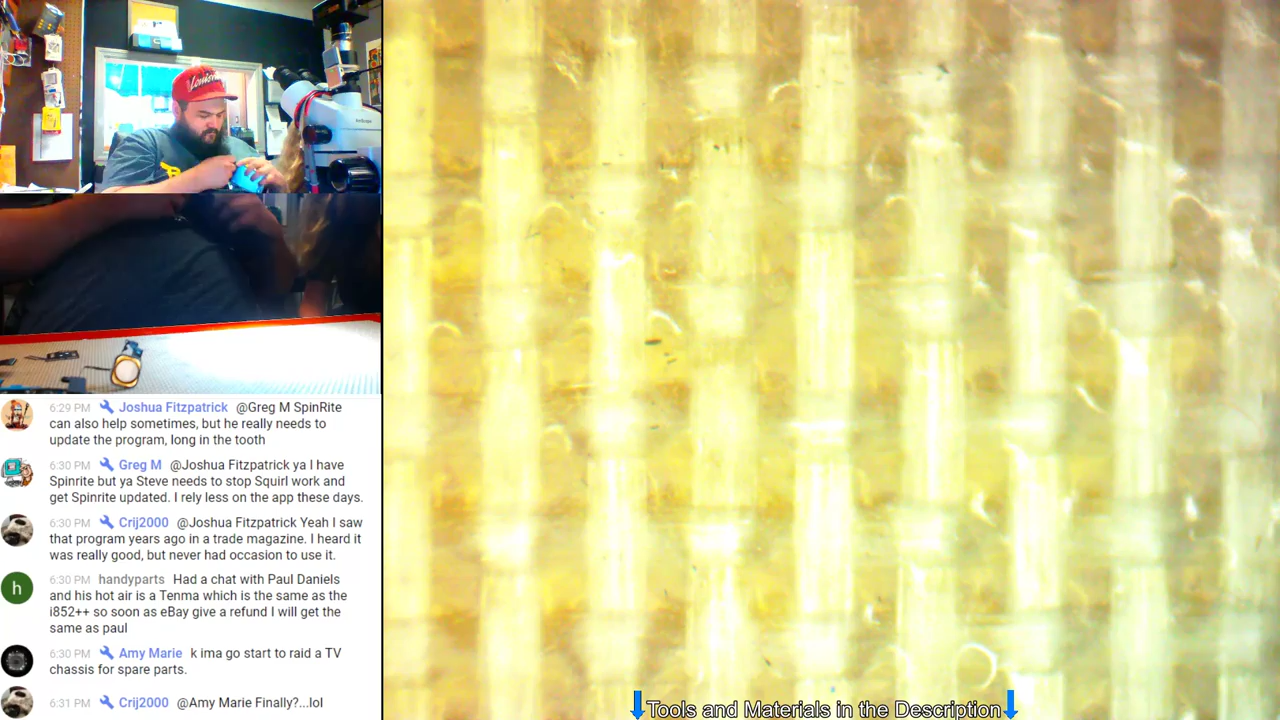 Louisi
6:29 PM Joshua Fitzpatrick @Greg M SpinRite
can also help sometimes, but he really needs to
update the program, long in the tooth
6:30 PM Greg M @Joshua Fitzpatrick ya I have
Spinrite but ya Steve needs to stop Squirl work and
get Spinrite updated. I rely less on the app these days.
6:30 PM Crij2000 @Joshua Fitzpatrick Yeah I saw
that program years ago in a trade magazine. I heard it
was really good, but never had occasion to use it.
h
6:30 PM handyparts Had a chat with Paul Daniels
and his hot air is a Tenma which is the same as the
i852++ so soon as eBay give a refund I will get the
same as paul
6:30 PM Amy Marie k ima go start to raid a TV
chassis for spare parts.
6:31 PM Crij2000 @Amy Marie Finally?...lol
Tools and Materials in the Description